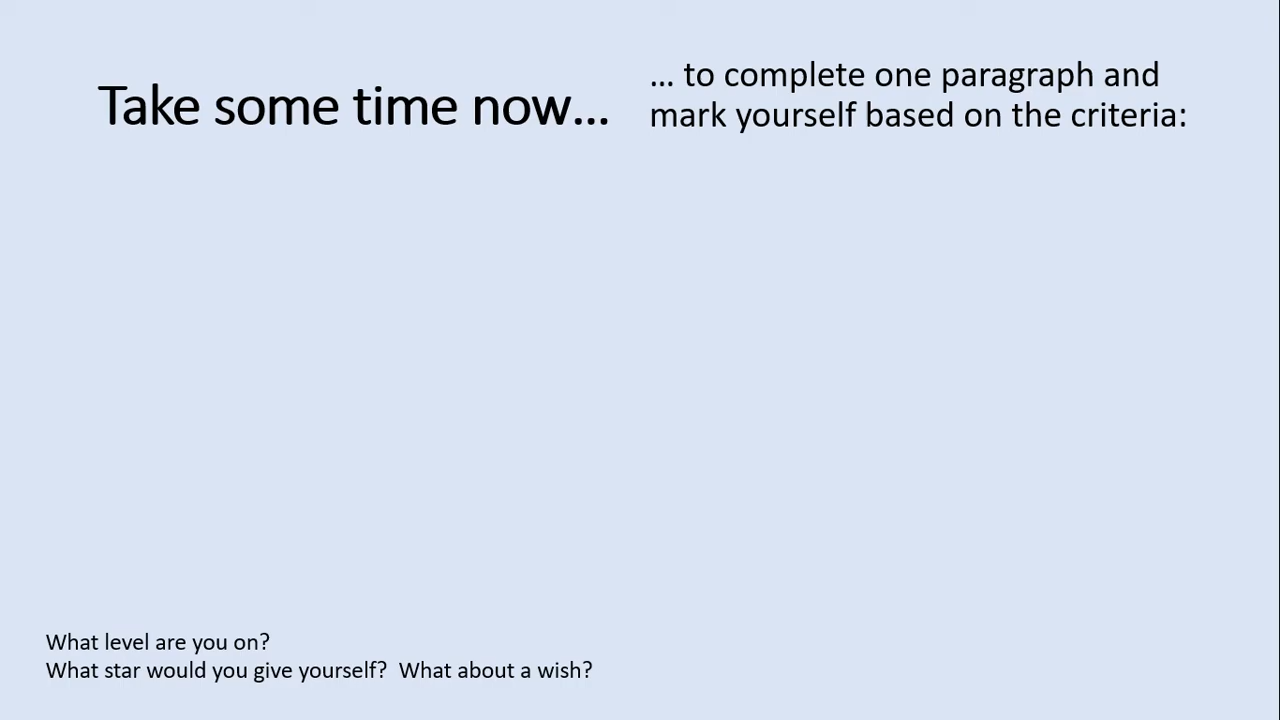 Take some time now...
... to complete one paragraph and
mark yourself based on the criteria:
What level are you on?
What star would you give yourself?  What about a wish?